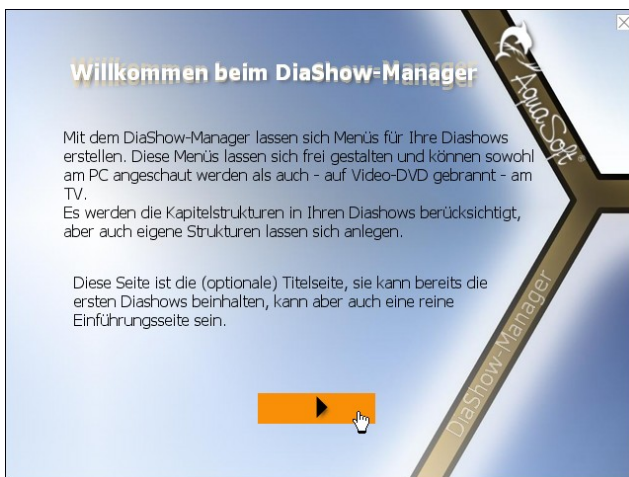 Willkommen beim DiaShow-Manager
AquaSoft®
Mit dem DiaShow-Manager lassen sich Menüs für Ihre Diashows
erstellen. Diese Menüs lassen sich frei gestalten und können sowohl
am PC angeschaut werden als auch - auf Video-DVD gebrannt - am
TV.
Es werden die Kapitelstrukturen in Ihren Diashows berücksichtigt,
aber auch eigene Strukturen lassen sich anlegen.
Diese Seite ist die (optionale) Titelseite, sie kann bereits die
ersten Diashows beinhalten, kann aber auch eine reine
Einführungsseite sein.
DiaShow-Manager